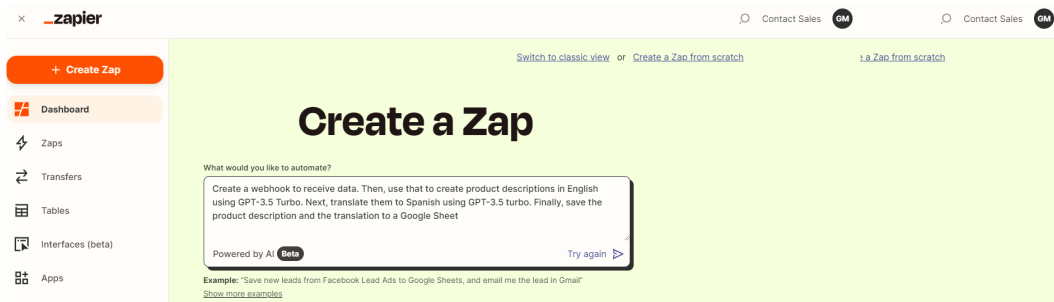 × _zapier Contact Sales GM Contact Sales GM
+ Create Zap
Switch to classic view or Create a Zap from scratch
e a Zap from scratch
Dashboard
Create a Zap
Zaps
What would you like to automate?
Transfers
Create a webhook to receive data. Then, use that to create product descriptions in English
using GPT-3.5 Turbo. Next, translate them to Spanish using GPT-3.5 turbo. Finally, save the
product description and the translation to a Google Sheet
Tables
Interfaces (beta)
Powered by AI Beta Try again
Apps
Example: "Save new leads from Facebook Lead Ads to Google Sheets, and email me the lead in Gmail"
Show more examples